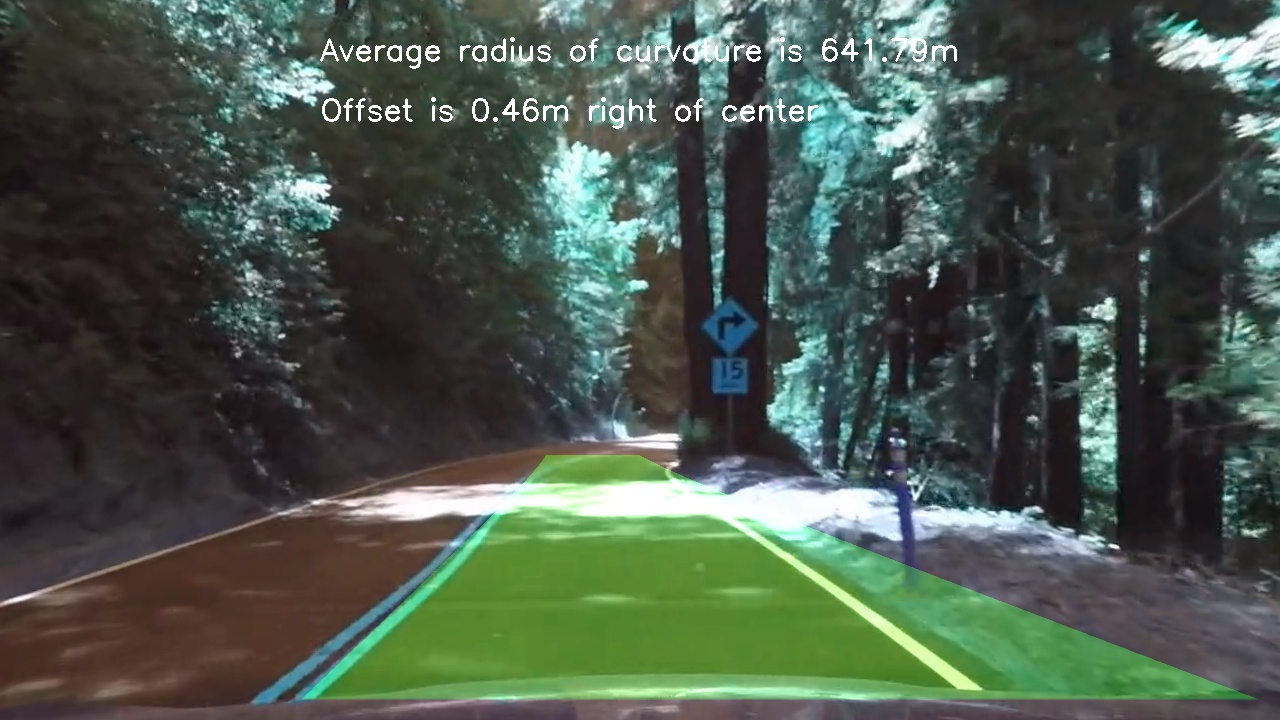 Average radius of curvature is 641.79m
Offset is 0.46m right of center
15